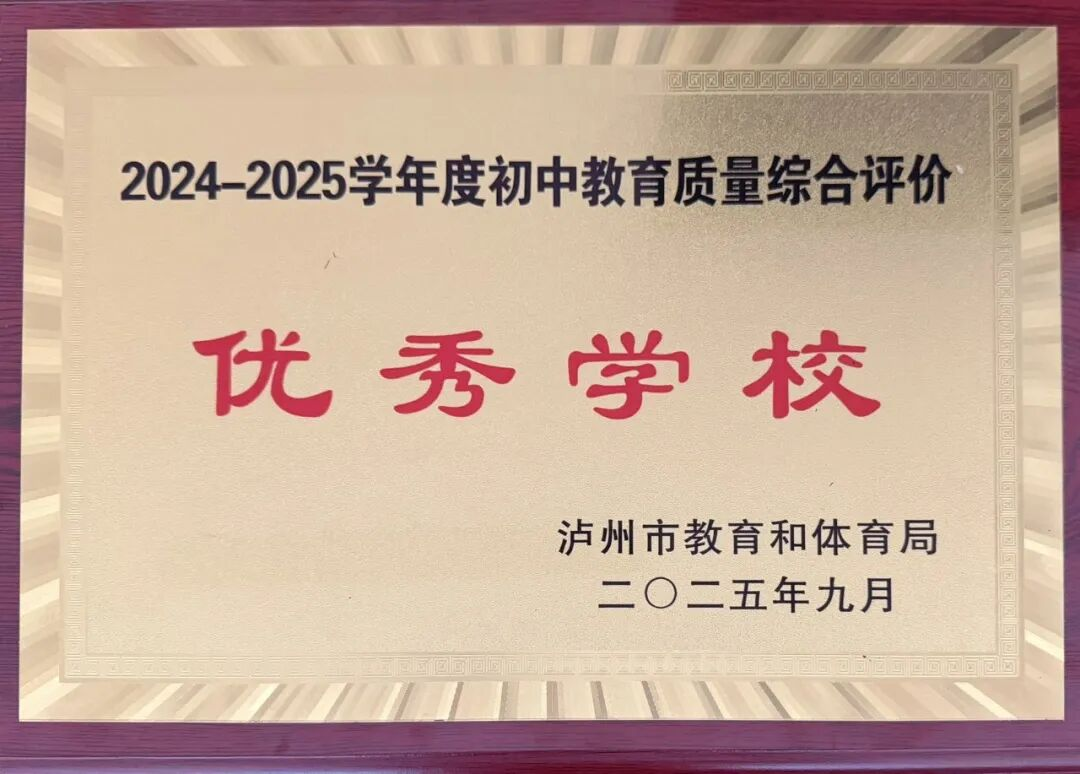 2024-2025学年度初中教育质量综合评价
优秀学校
泸州市教育和体育局
二〇二五年九月